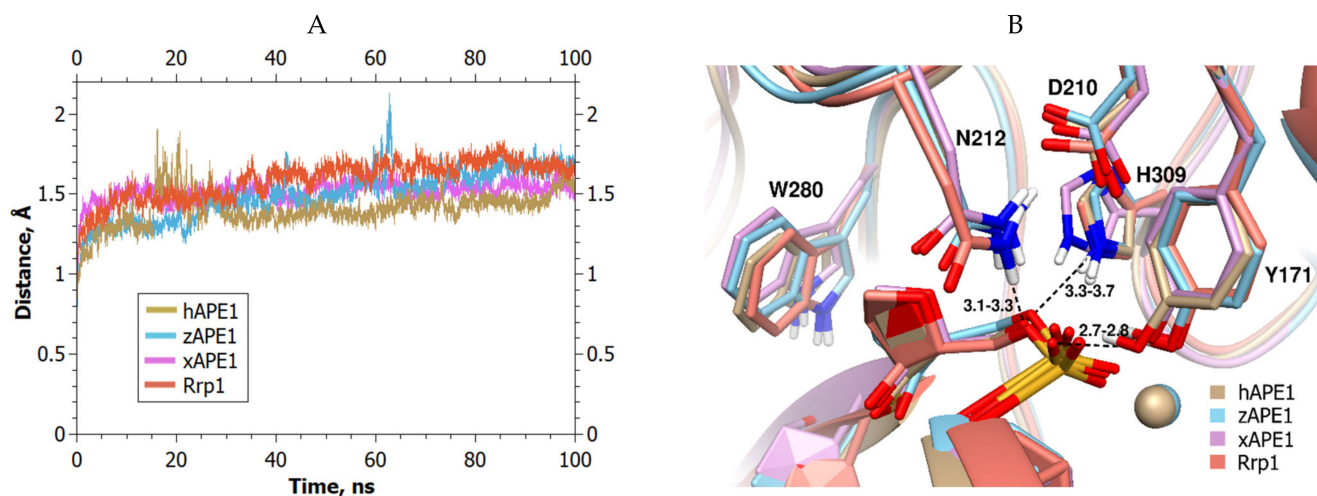 A
0 20 40 60 80 100
2 2
1.5 1.5
1 1
0.5 0.5
0 0
0 20 40 60 80 100
Distance, Å
Time, ns
hAPE1
zAPE1
xAPE1
Rrp1
B
D210
N212
H309
W280
Y171
3.1-3.3
3.3-3.7
2.7-2.8
hAPE1
zAPE1
xAPE1
Rrp1